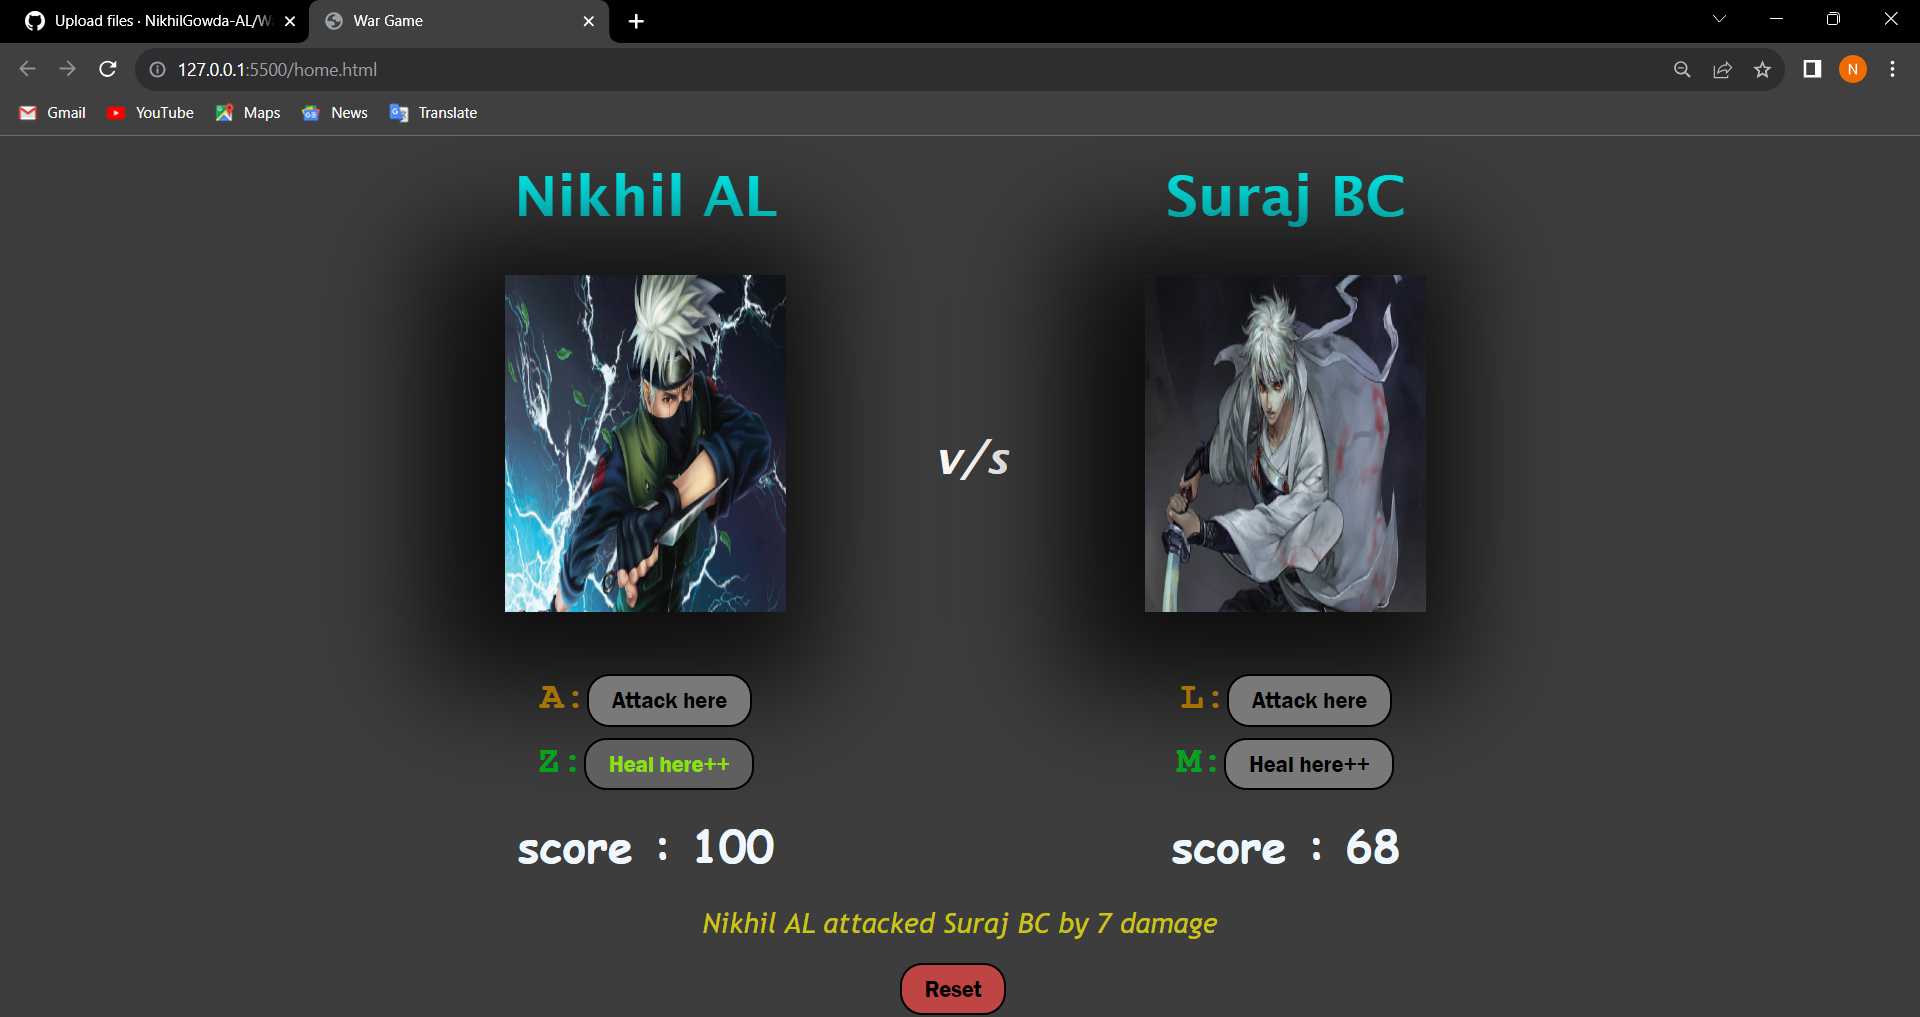 Upload files · NikhilGowda-AL/W
War Game
127.0.0.1:5500/home.html
N
Gmail
YouTube
Maps
News
Translate
Nikhil AL
Suraj BC
v/s
A: Attack here
L: Attack here
Z: Heal here++
M: Heal here++
score : 100
score : 68
Nikhil AL attacked Suraj BC by 7 damage
Reset